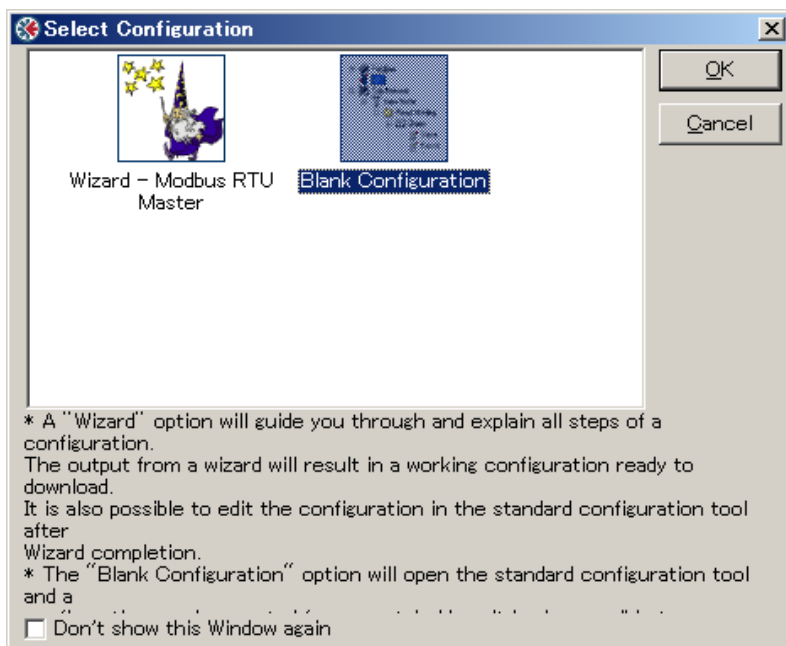 Select Configuration
OK
Cancel
Wizard - Modbus RTU
Master
Blank Configuration
* A "Wizard" option will guide you through and explain all steps of a
configuration.
The output from a wizard will result in a working configuration ready to
download.
It is also possible to edit the configuration in the standard configuration tool
after
Wizard completion.
* The "Blank Configuration" option will open the standard configuration tool
and a
Don't show this Window again